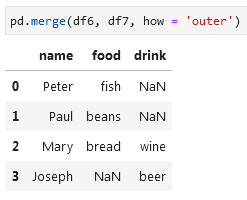 pd.merge(df6, df7, how = 'outer')
name food drink
0 Peter fish NaN
1 Paul beans NaN
2 Mary bread wine
3 Joseph NaN beer